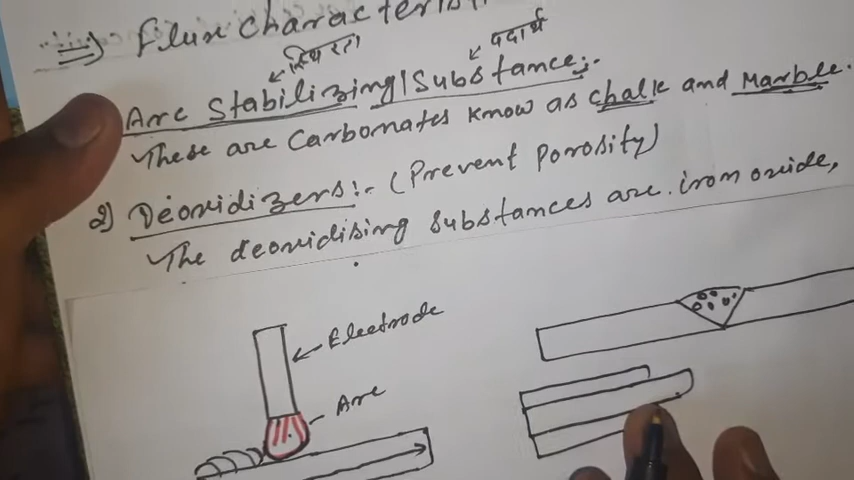 ⇒ Flux characteris
स्थिरता पदार्थ
Arc Stabilizing/Substance:-
These are Carbonates know as chalk and Marble.
2) Deoxidizers:- (Prevent Porosity)
The deoxidising substances are iron oxide,
Electrode
Arc